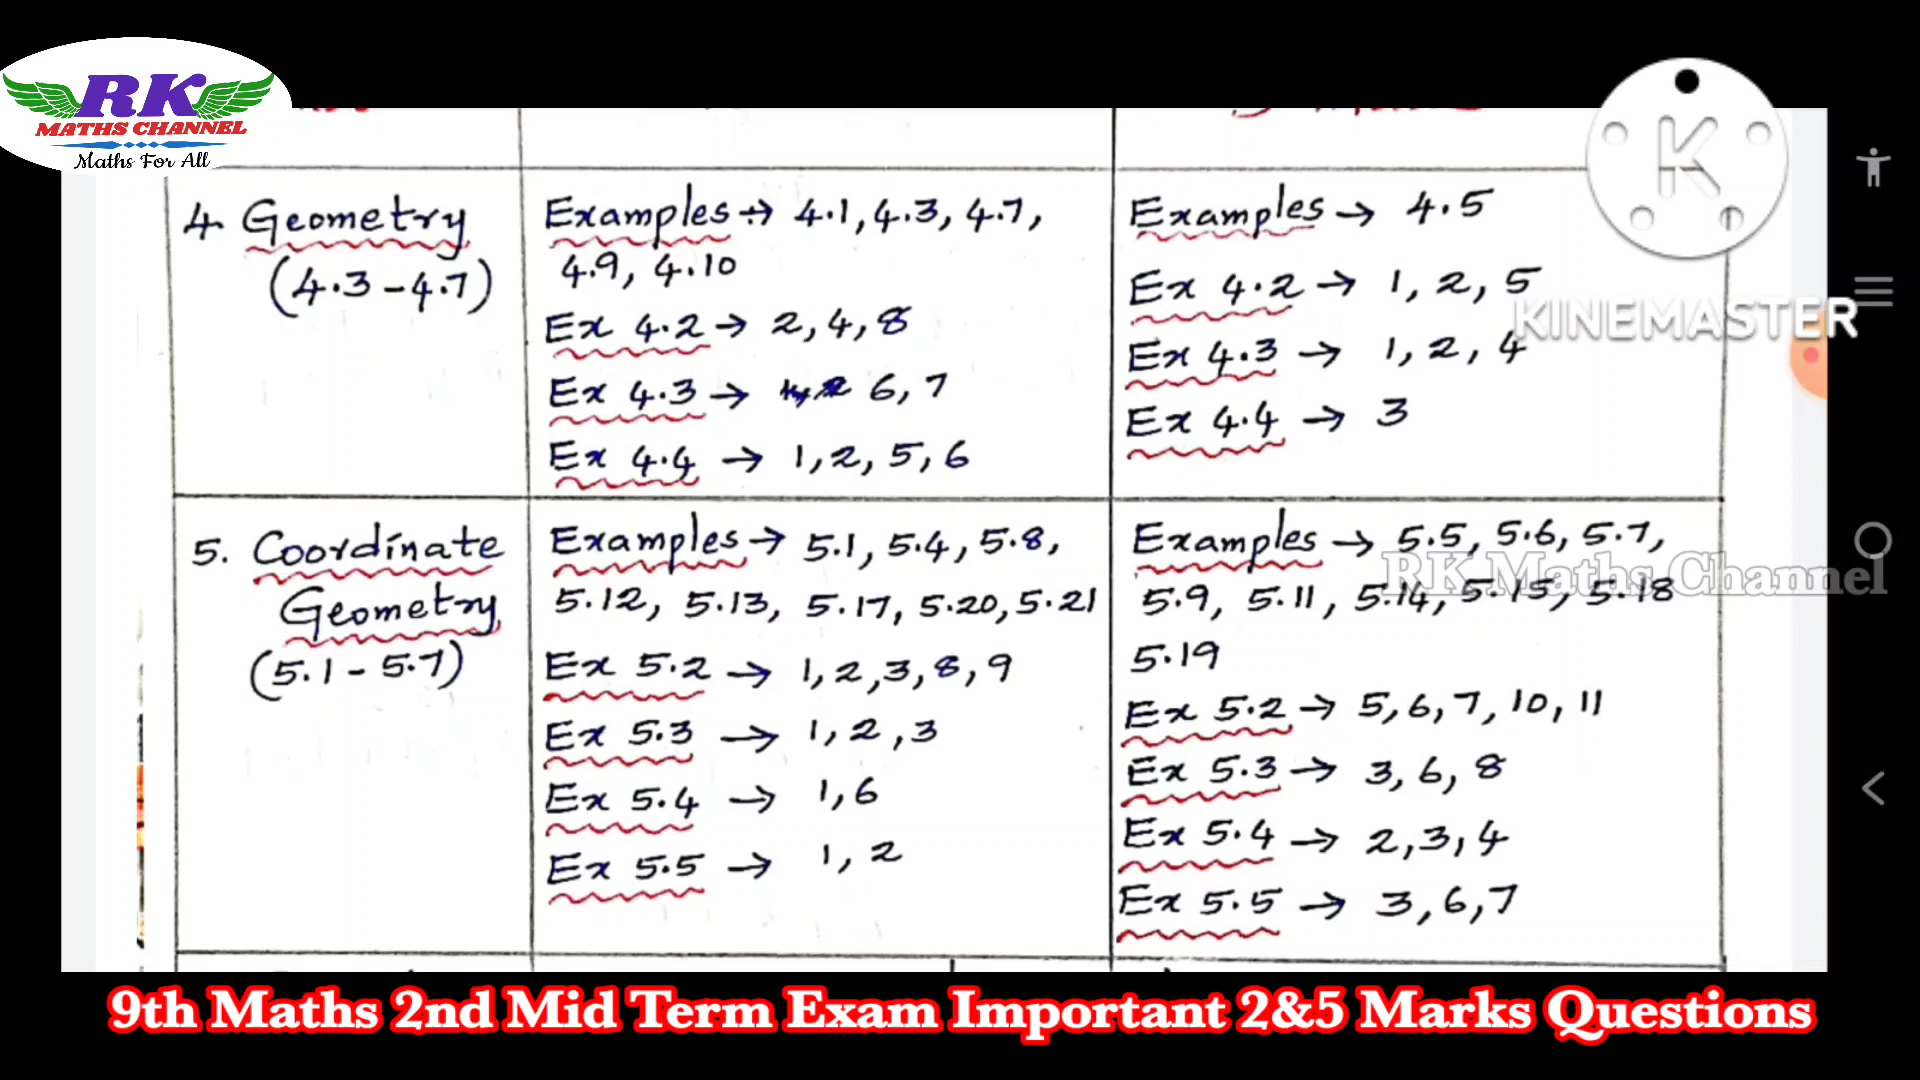 RK
MATHS CHANNEL
Maths For All
K
KINEMASTER
4. Geometry
(4.3 - 4.7)
Examples :→ 4.1, 4.3, 4.7,
4.9, 4.10
Ex 4.2 → 2, 4, 8
Ex 4.3 → 6, 7
Ex 4.4 → 1, 2, 5, 6
Examples → 4.5
Ex 4.2 → 1, 2, 5
Ex 4.3 → 1, 2, 4
Ex 4.4 → 3
5. Coordinate
Geometry
(5.1 - 5.7)
Examples → 5.1, 5.4, 5.8,
5.12, 5.13, 5.17, 5.20, 5.21
Ex 5.2 → 1, 2, 3, 8, 9
Ex 5.3 → 1, 2, 3
Ex 5.4 → 1, 6
Ex 5.5 → 1, 2
Examples → 5.5, 5.6, 5.7,
5.9, 5.11, 5.14, 5.15, 5.18
5.19
Ex 5.2 → 5, 6, 7, 10, 11
Ex 5.3 → 3, 6, 8
Ex 5.4 → 2, 3, 4
Ex 5.5 → 3, 6, 7
RK Maths Channel
9th Maths 2nd Mid Term Exam Important 2&5 Marks Questions